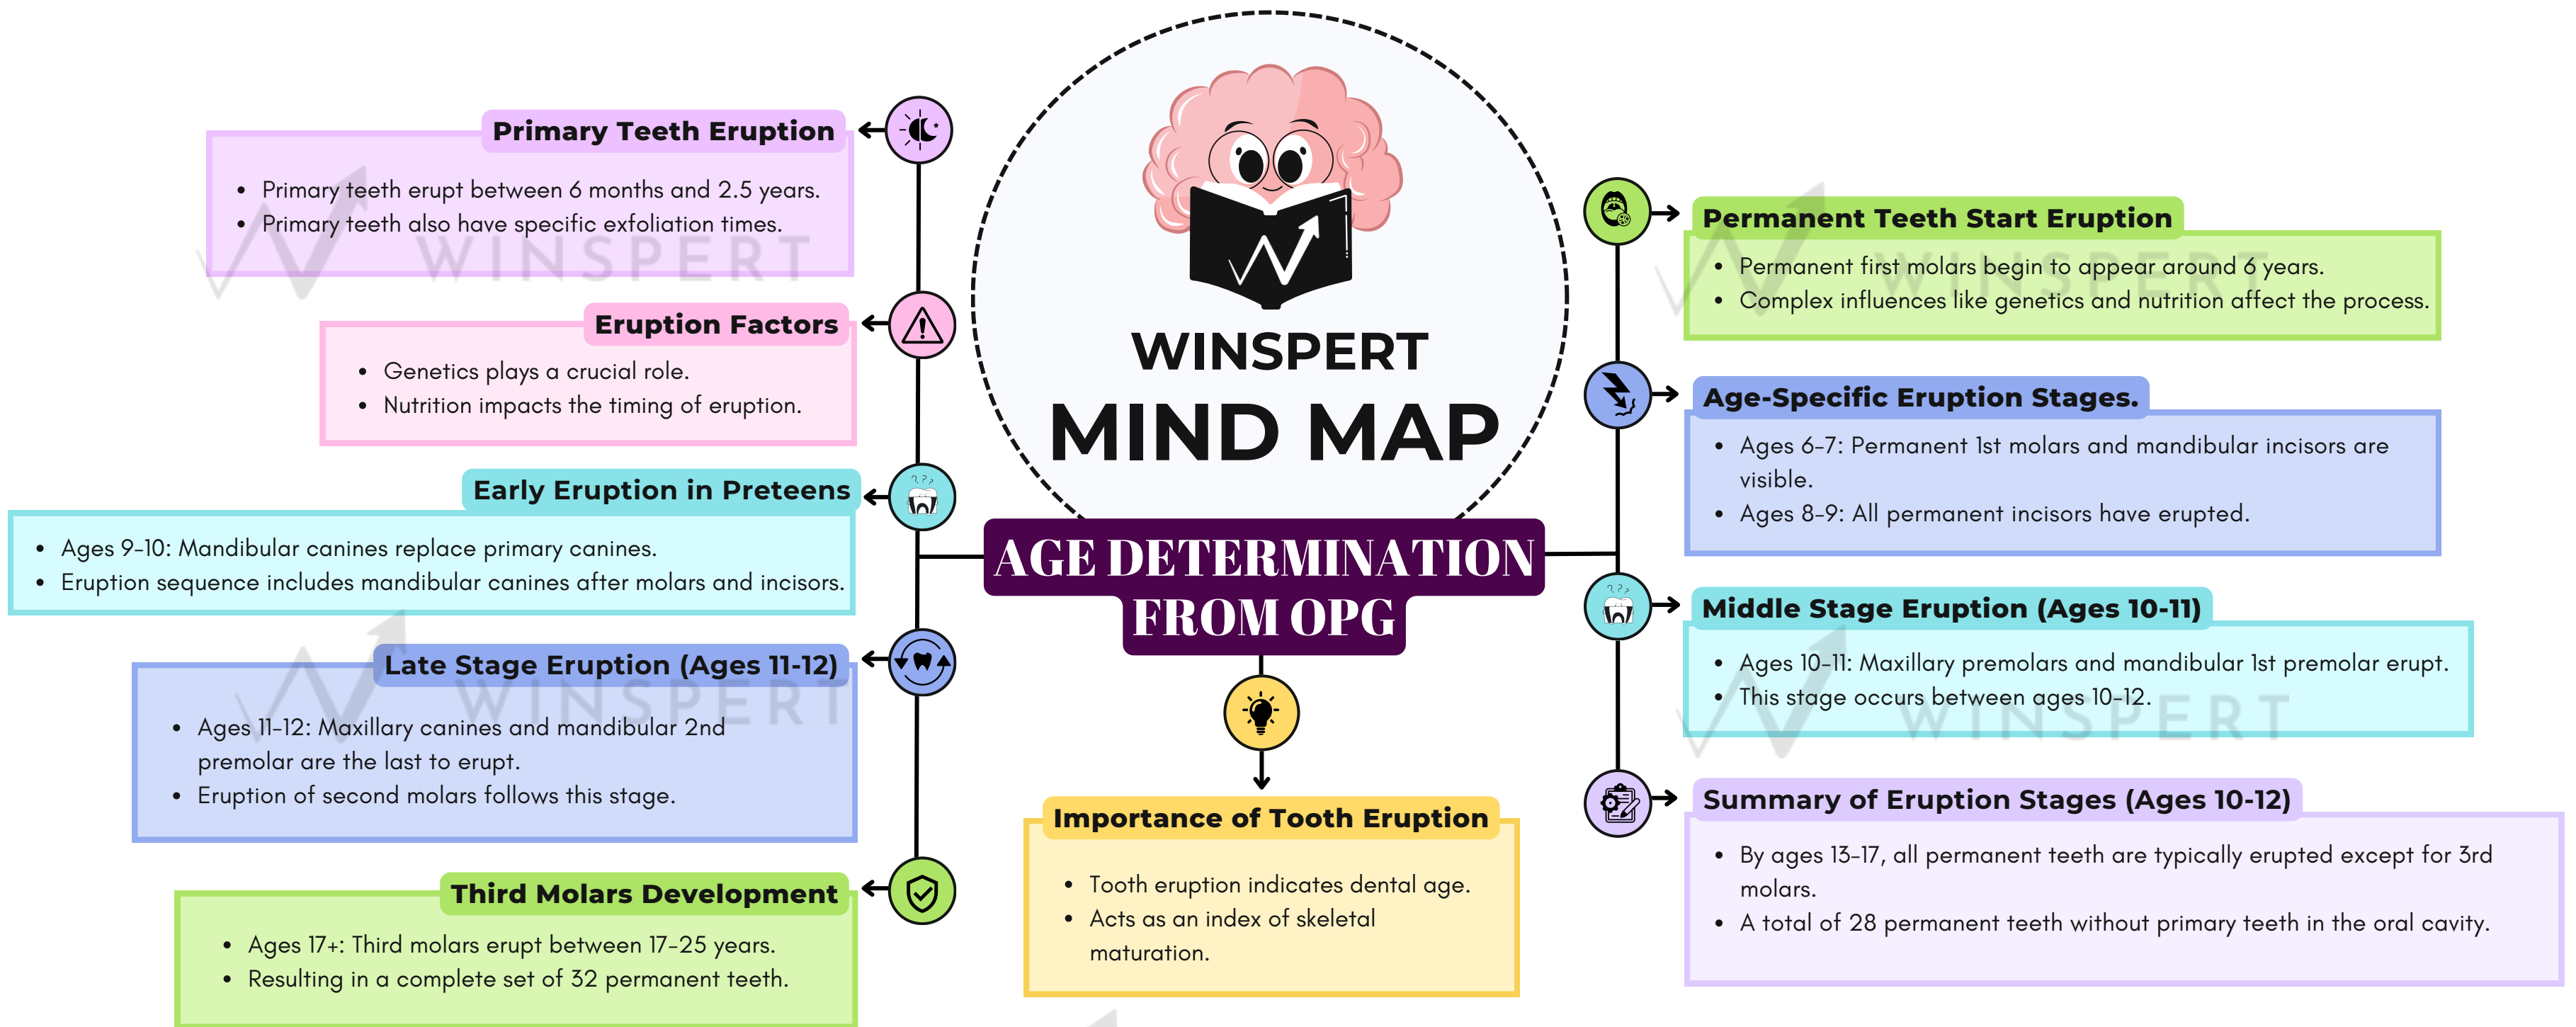 WINSPERT
MIND MAP
AGE DETERMINATION
FROM OPG
Primary Teeth Eruption
• Primary teeth erupt between 6 months and 2.5 years.
• Primary teeth also have specific exfoliation times.
WINSPERT
Eruption Factors
• Genetics plays a crucial role.
• Nutrition impacts the timing of eruption.
Early Eruption in Preteens
• Ages 9-10: Mandibular canines replace primary canines.
• Eruption sequence includes mandibular canines after molars and incisors.
Late Stage Eruption (Ages 11-12)
WINSPERT
• Ages 11-12: Maxillary canines and mandibular 2nd
premolar are the last to erupt.
• Eruption of second molars follows this stage.
Third Molars Development
• Ages 17+: Third molars erupt between 17-25 years.
• Resulting in a complete set of 32 permanent teeth.
Importance of Tooth Eruption
• Tooth eruption indicates dental age.
• Acts as an index of skeletal
maturation.
Permanent Teeth Start Eruption
• Permanent first molars begin to appear around 6 years.
WINSPERT
• Complex influences like genetics and nutrition affect the process.
Age-Specific Eruption Stages.
• Ages 6-7: Permanent 1st molars and mandibular incisors are
visible.
• Ages 8-9: All permanent incisors have erupted.
? ? ?
Middle Stage Eruption (Ages 10-11)
• Ages 10-11: Maxillary premolars and mandibular 1st premolar erupt.
• This stage occurs between ages 10-12.
WINSPERT
Summary of Eruption Stages (Ages 10-12)
• By ages 13-17, all permanent teeth are typically erupted except for 3rd
molars.
• A total of 28 permanent teeth without primary teeth in the oral cavity.